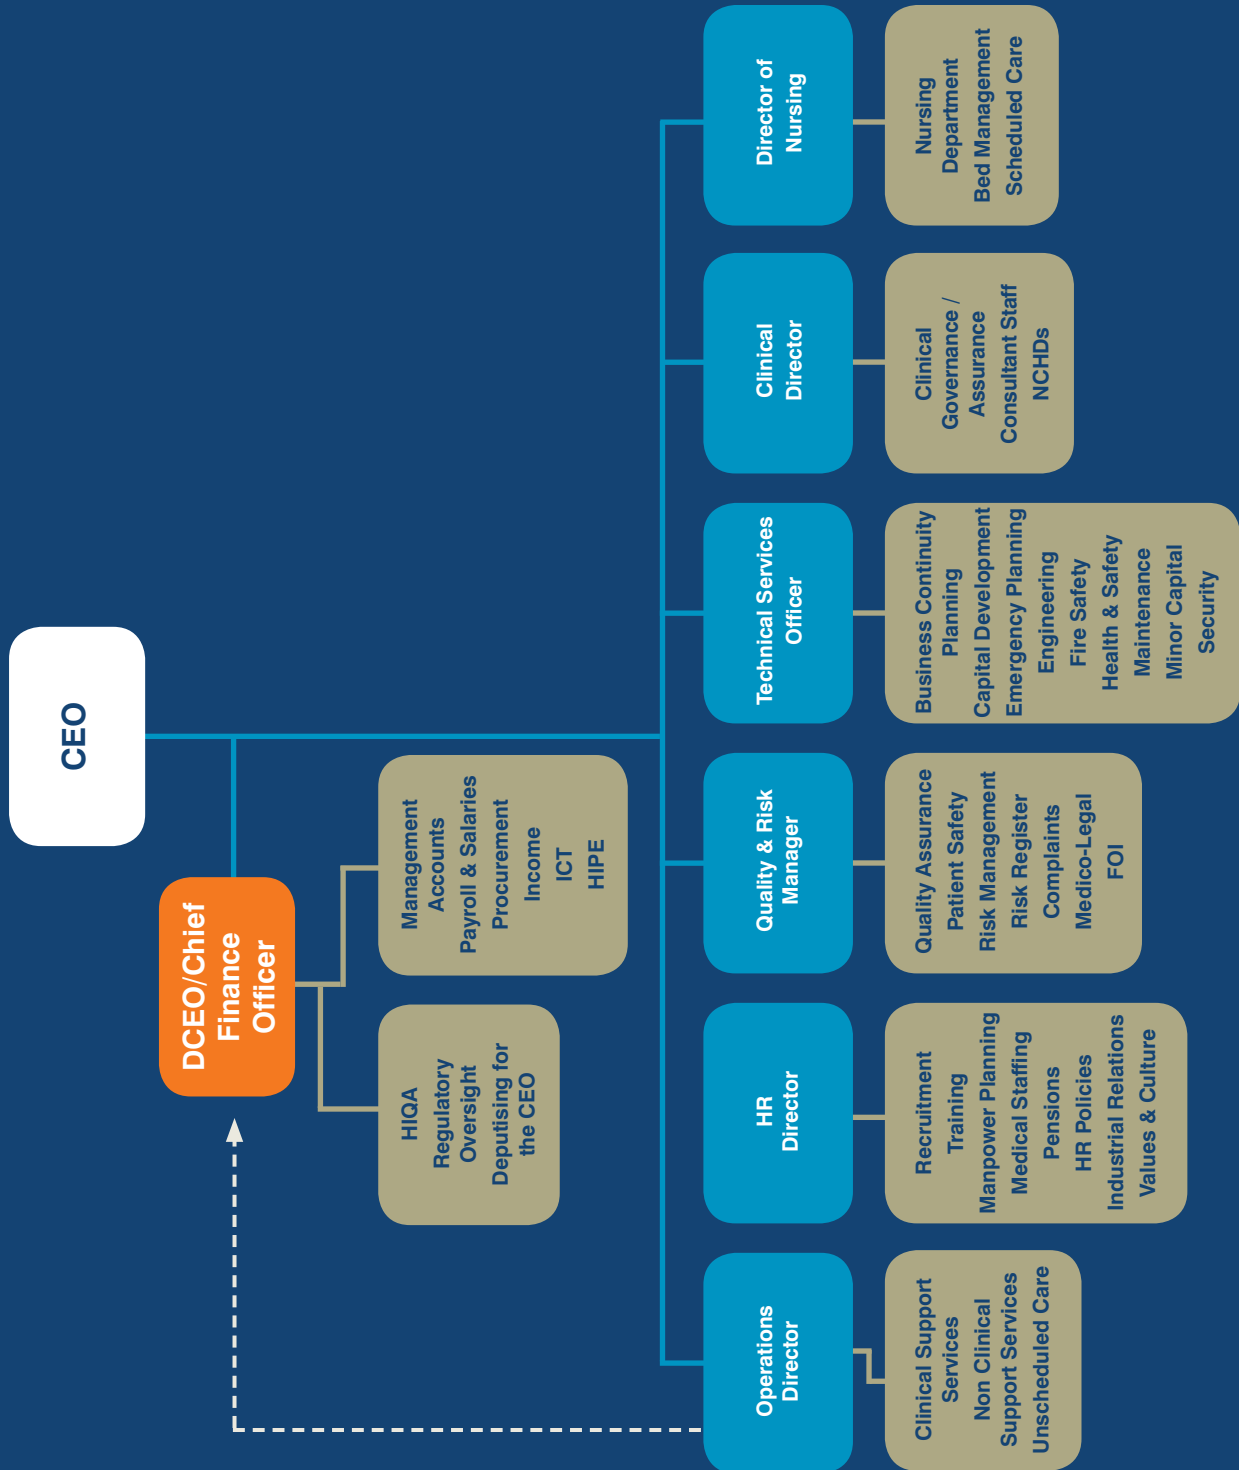 CEO
DCEO/Chief
Finance
Officer
HIQA
Regulatory
Oversight
Deputising for
the CEO
Management
Accounts
Payroll & Salaries
Procurement
Income
ICT
HIPE
Operations
Director
HR
Director
Quality & Risk
Manager
Technical Services
Officer
Clinical
Director
Director of
Nursing
Clinical Support
Services
Non Clinical
Support Services
Unscheduled Care
Recruitment
Training
Manpower Planning
Medical Staffing
Pensions
HR Policies
Industrial Relations
Values & Culture
Quality Assurance
Patient Safety
Risk Management
Risk Register
Complaints
Medico-Legal
FOI
Business Continuity
Planning
Capital Development
Emergency Planning
Engineering
Fire Safety
Health & Safety
Maintenance
Minor Capital
Security
Clinical
Governance /
Assurance
Consultant Staff
NCHDs
Nursing
Department
Bed Management
Scheduled Care